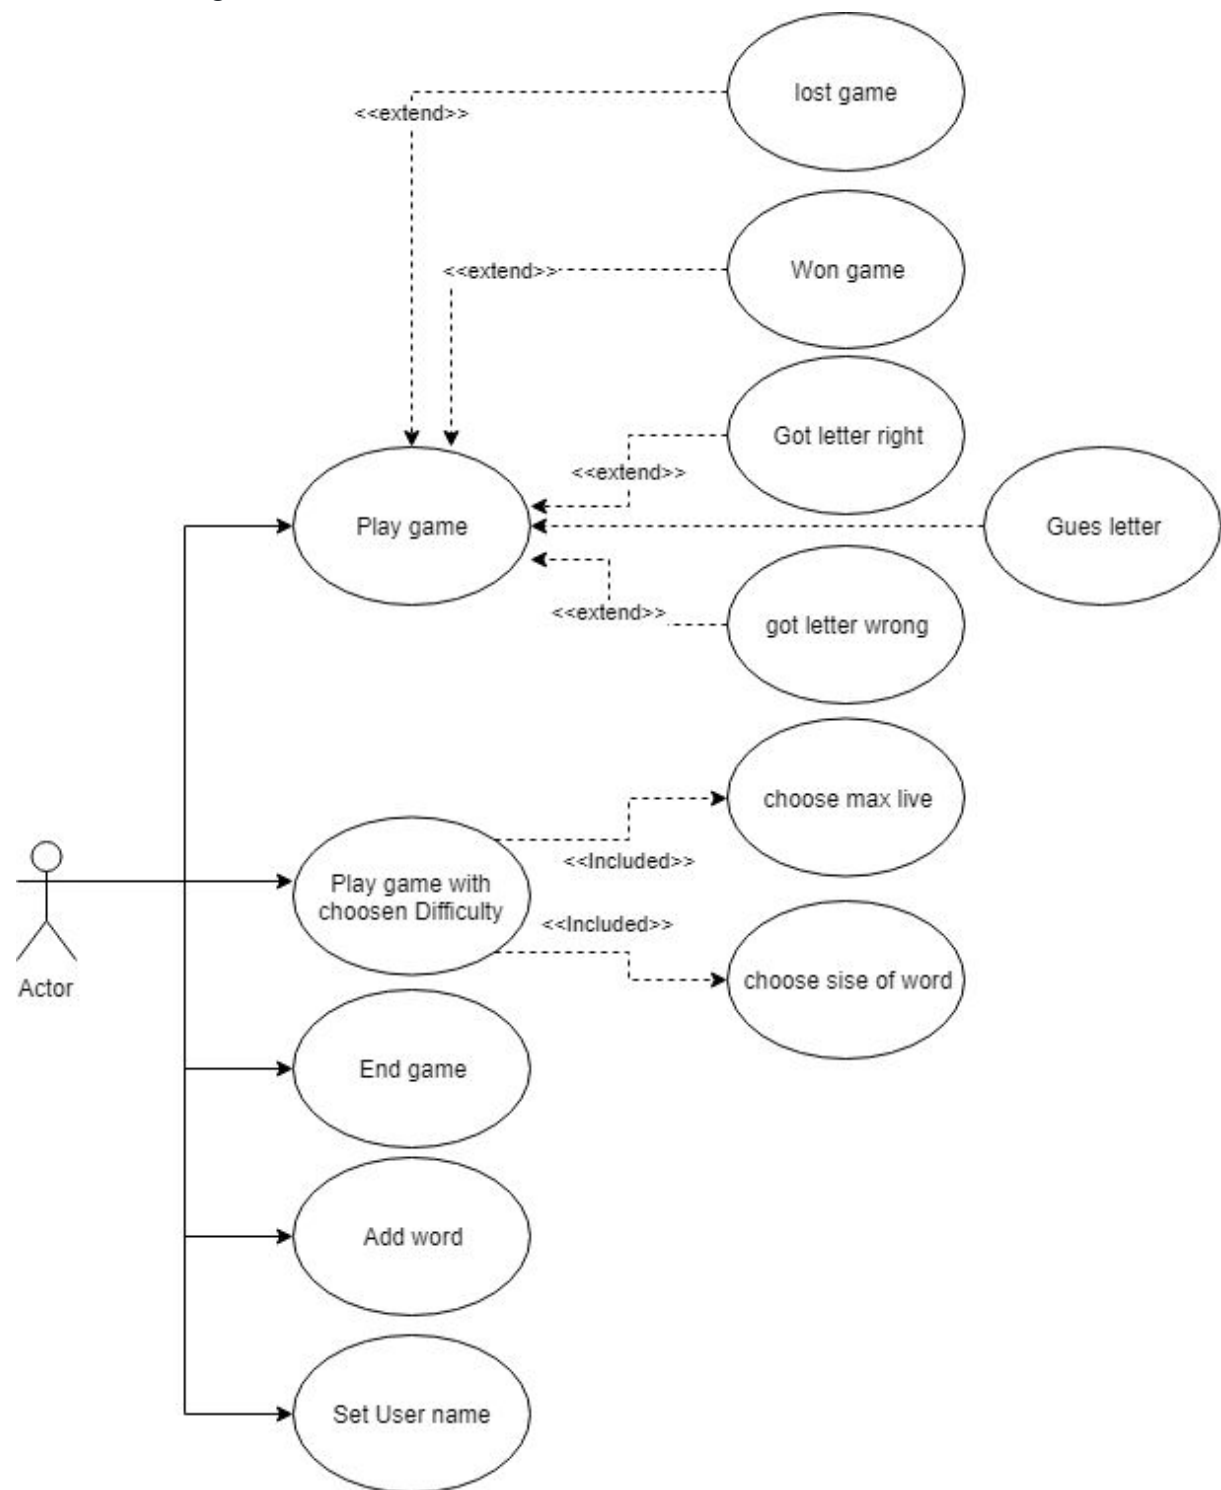 lost game
<<extend>>
Won game
<<extend>>
Got letter right
<<extend>>
Play game
Gues letter
<<extend>>
got letter wrong
choose max live
<<Included>>
Play game with
choosen Difficulty
<<Included>>
choose sise of word
Actor
End game
Add word
Set User name